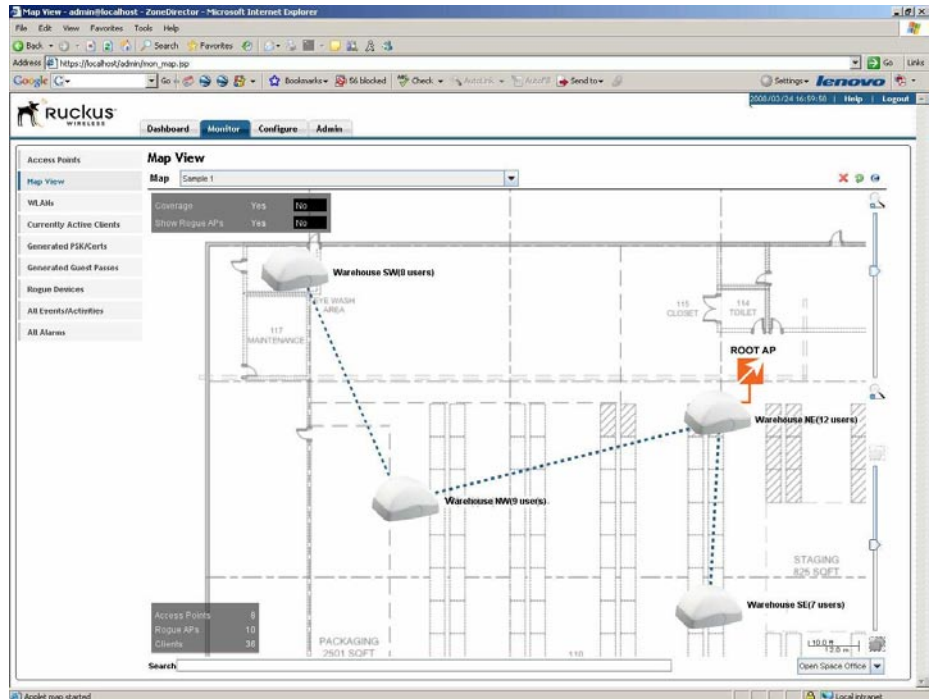 Map View - admin@localhost - ZoneDirector - Microsoft Internet Explorer
File Edit View Favorites Tools Help
Back Search Favorites
Address https://localhost/admin/mon_map.jsp Go Links
Google Go Bookmarks 56 blocked Check AutoLink AutoFill Send to Settings lenovo
2008/03/24 16:59:58 | Help | Logout
RUCKUS
WIRELESS
Dashboard Monitor Configure Admin
Access Points
Map View
WLANs
Currently Active Clients
Generated PSK/Certs
Generated Guest Passes
Rogue Devices
All Events/Activities
All Alarms
Map View
Map Sample 1
Coverage Yes No
Show Rogue APs Yes No
Warehouse SW(8 users)
EYE WASH
AREA
117
MAINTENANCE
115
CLOSET
114
TOILET
ROOT AP
Warehouse NE(12 users)
Warehouse NW(9 users)
STAGING
825 SQFT
Warehouse SE(7 users)
Access Points 6
Rogue APs 10
Clients 36
PACKAGING
2501 SQFT
110
Search
Open Space Office
Applet map started
Local intranet